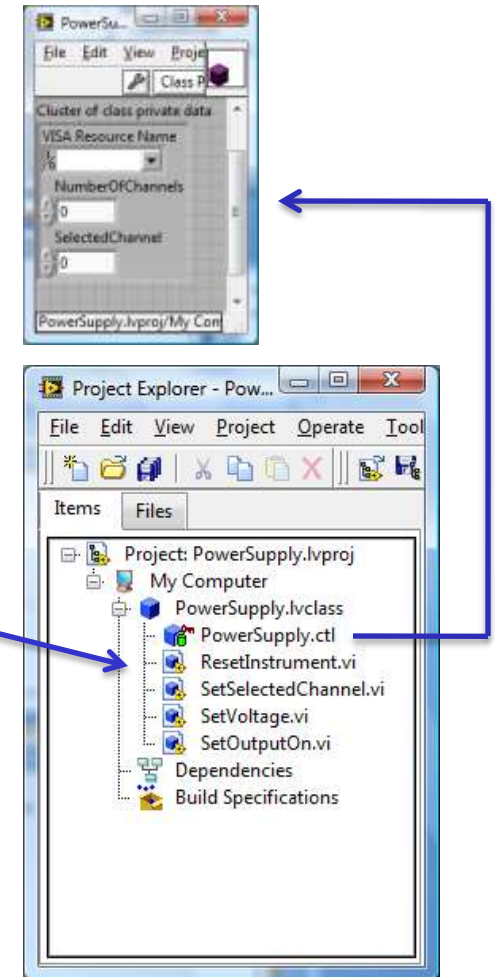 PowerSu...
File Edit View Proje
Class P
Cluster of class private data
VISA Resource Name
NumberOfChannels
0
SelectedChannel
0
PowerSupply.lvproj/My Com
Project Explorer - Pow...
File Edit View Project Operate Tool
Items Files
Project: PowerSupply.lvproj
My Computer
PowerSupply.lvclass
PowerSupply.ctl
ResetInstrument.vi
SetSelectedChannel.vi
SetVoltage.vi
SetOutputOn.vi
Dependencies
Build Specifications